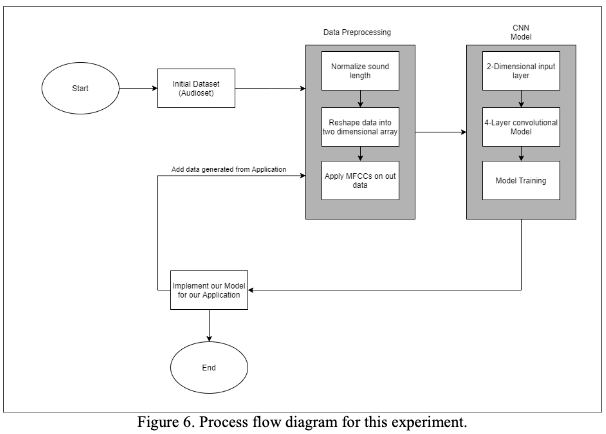 Data Preprocessing
CNN
Model
Start
Initial Dataset
(Audioset)
Normalize sound
length
Reshape data into
two dimensional array
Apply MFCCs on out
data
2-Dimensional input
layer
4-Layer convolutional
Model
Model Training
Add data generated from Application
Implement our Model
for our Application
End
Figure 6. Process flow diagram for this experiment.